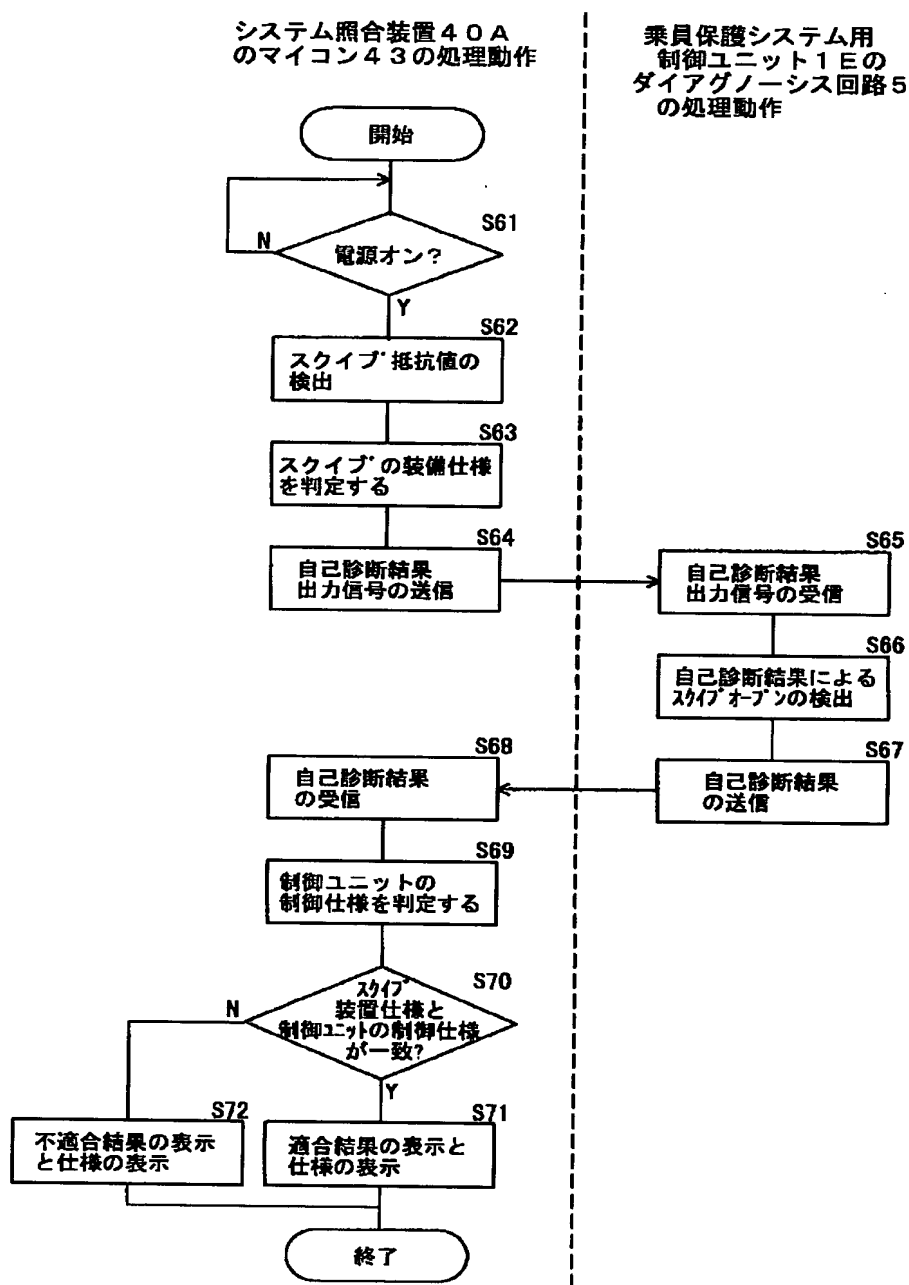 システム照合装置４０Ａ
のマイコン４３の処理動作
乗員保護システム用
制御ユニット１Ｅの
ダイアグノーシス回路５
の処理動作
開始
S61
電源オン？
N
Y
S62
スクイブ抵抗値の
検出
S63
スクイブの装備仕様
を判定する
S64
自己診断結果
出力信号の送信
S65
自己診断結果
出力信号の受信
S66
自己診断結果による
スクイブオープンの検出
S67
自己診断結果
の送信
S68
自己診断結果
の受信
S69
制御ユニットの
制御仕様を判定する
S70
スクイブ
装置仕様と
制御ユニットの制御仕様
が一致?
N
Y
S72
不適合結果の表示
と仕様の表示
S71
適合結果の表示と
仕様の表示
終了